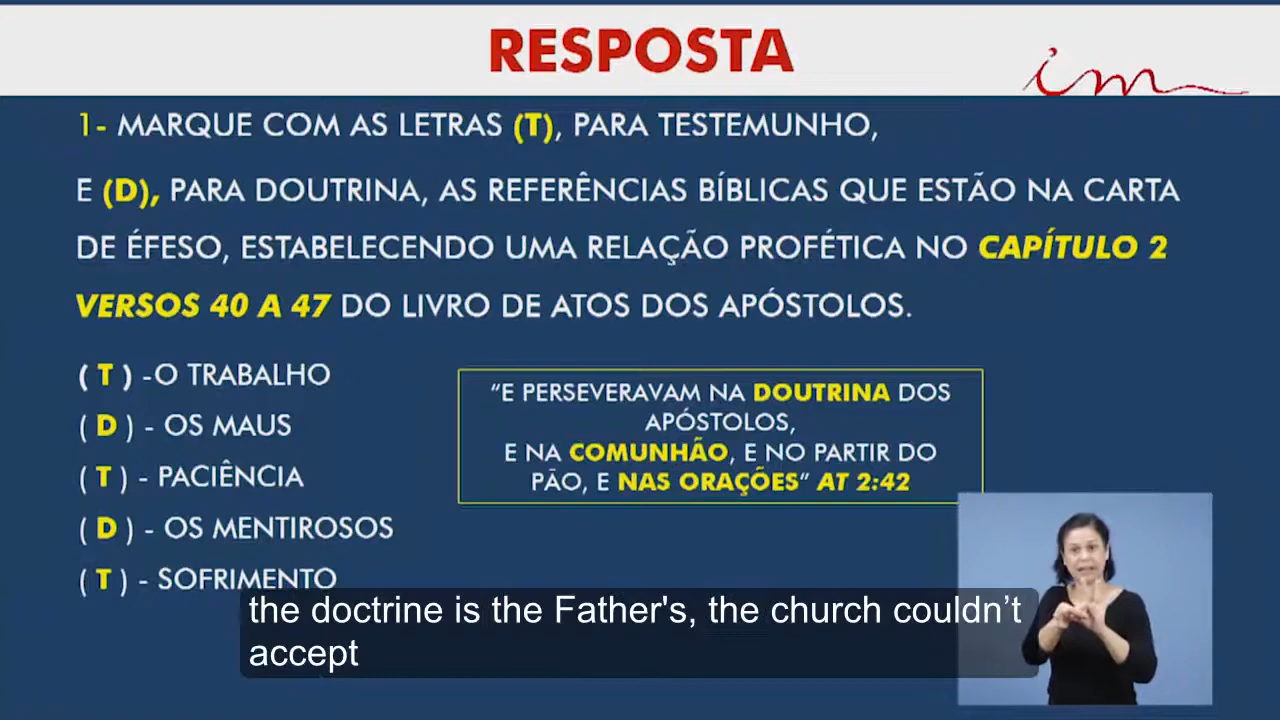 RESPOSTA
im
1- MARQUE COM AS LETRAS (T), PARA TESTEMUNHO,
E (D), PARA DOUTRINA, AS REFERÊNCIAS BÍBLICAS QUE ESTÃO NA CARTA
DE ÉFESO, ESTABELECENDO UMA RELAÇÃO PROFÉTICA NO CAPÍTULO 2
VERSOS 40 A 47 DO LIVRO DE ATOS DOS APÓSTOLOS.
( T ) -O TRABALHO
( D ) - OS MAUS
( T ) - PACIÊNCIA
( D ) - OS MENTIROSOS
( T ) - SOFRIMENTO
“E PERSEVERAVAM NA DOUTRINA DOS
APÓSTOLOS,
E NA COMUNHÃO, E NO PARTIR DO
PÃO, E NAS ORAÇÕES” AT 2:42
the doctrine is the Father's, the church couldn’t
accept